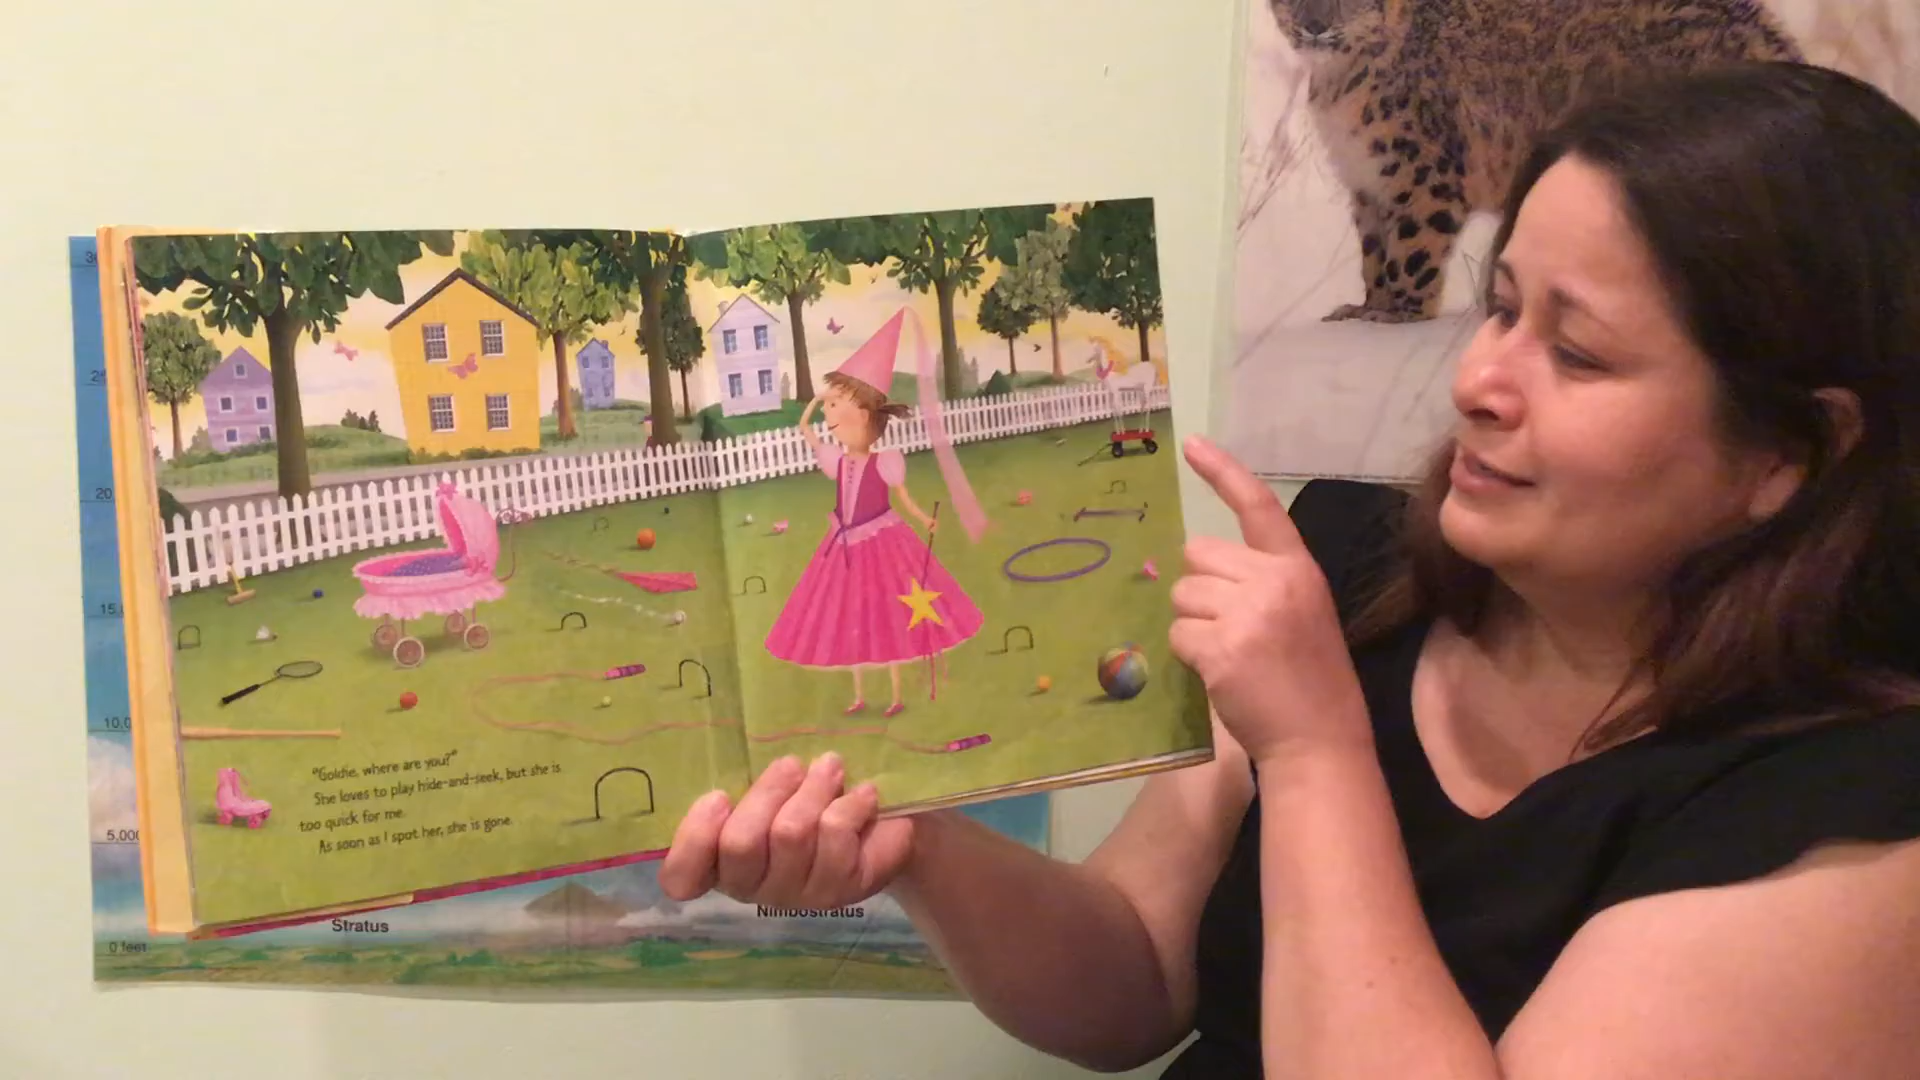 "Goldie, where are you?"
She loves to play hide-and-seek, but she is
too quick for me.
As soon as I spot her, she is gone.
20
15
10,0
5,000
0 feet
Stratus
Nimbostratus